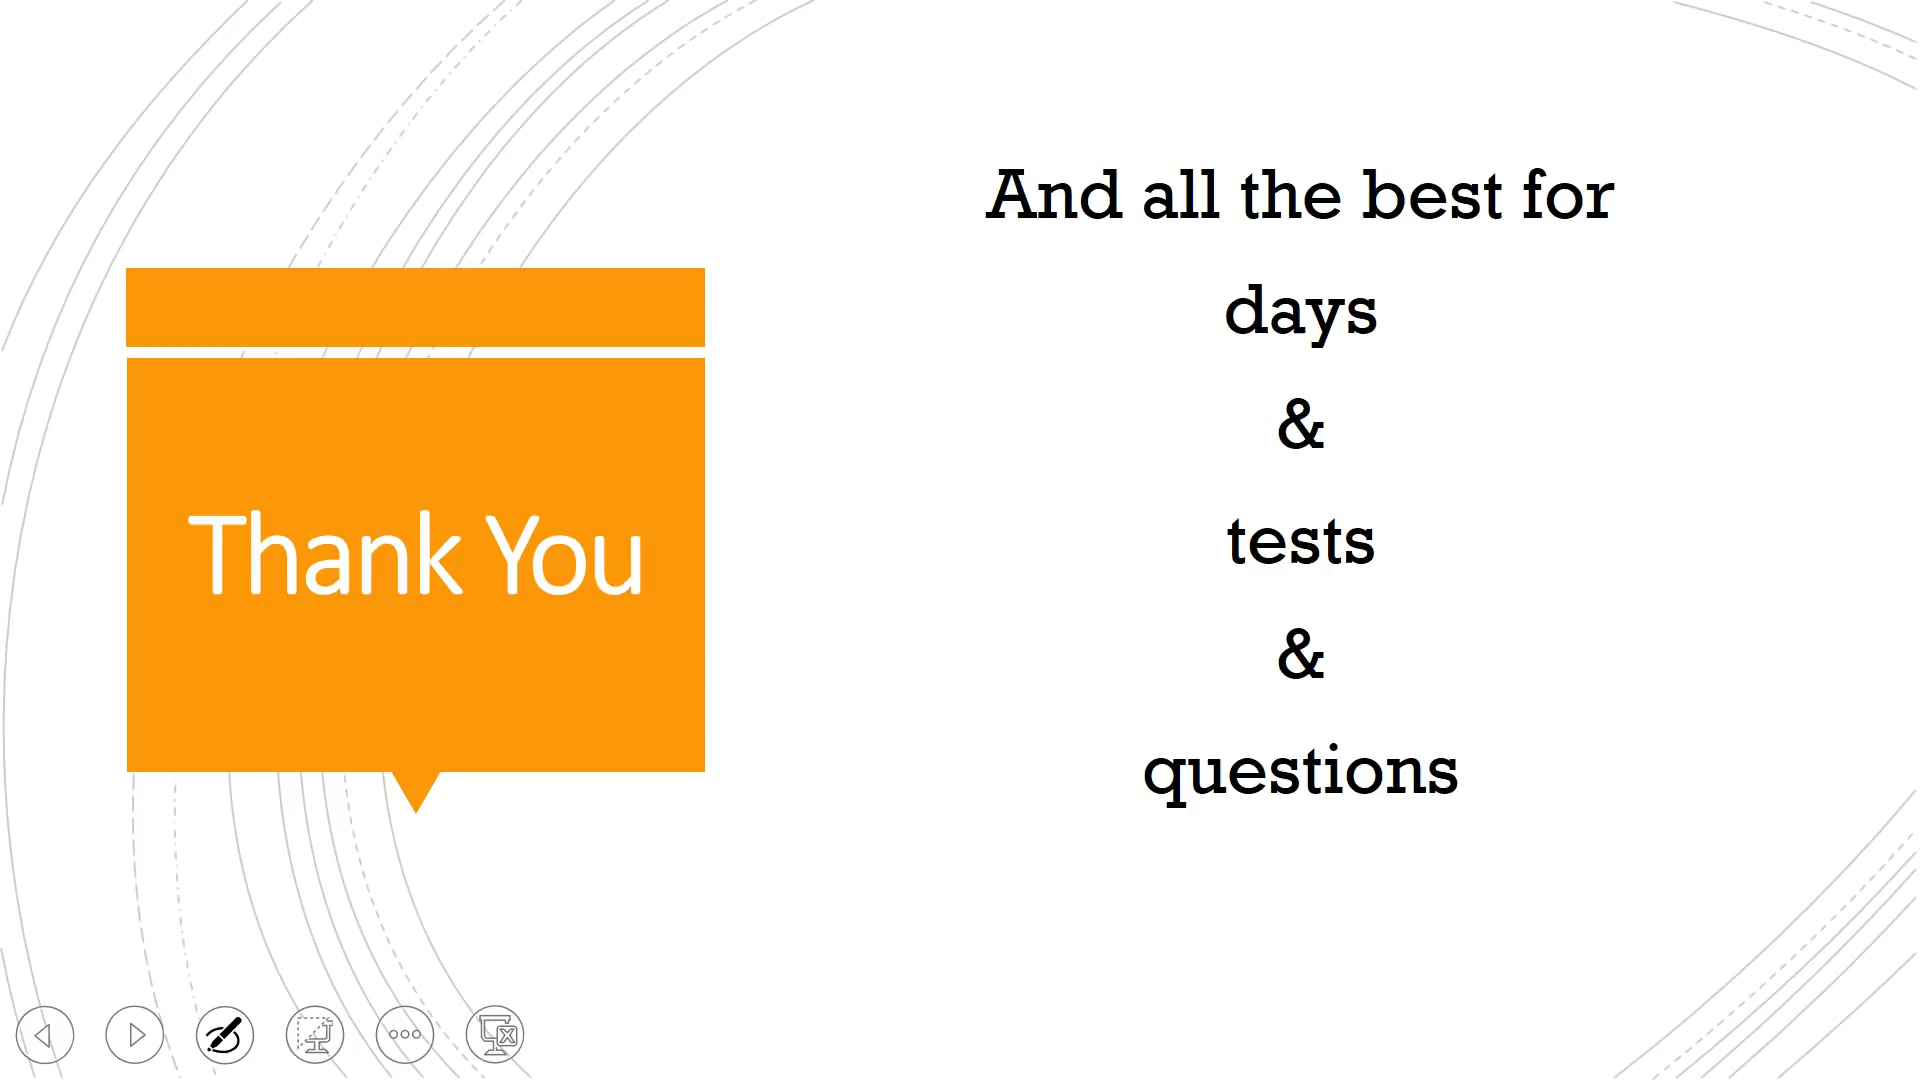 Thank You
And all the best for
days
&
tests
&
questions